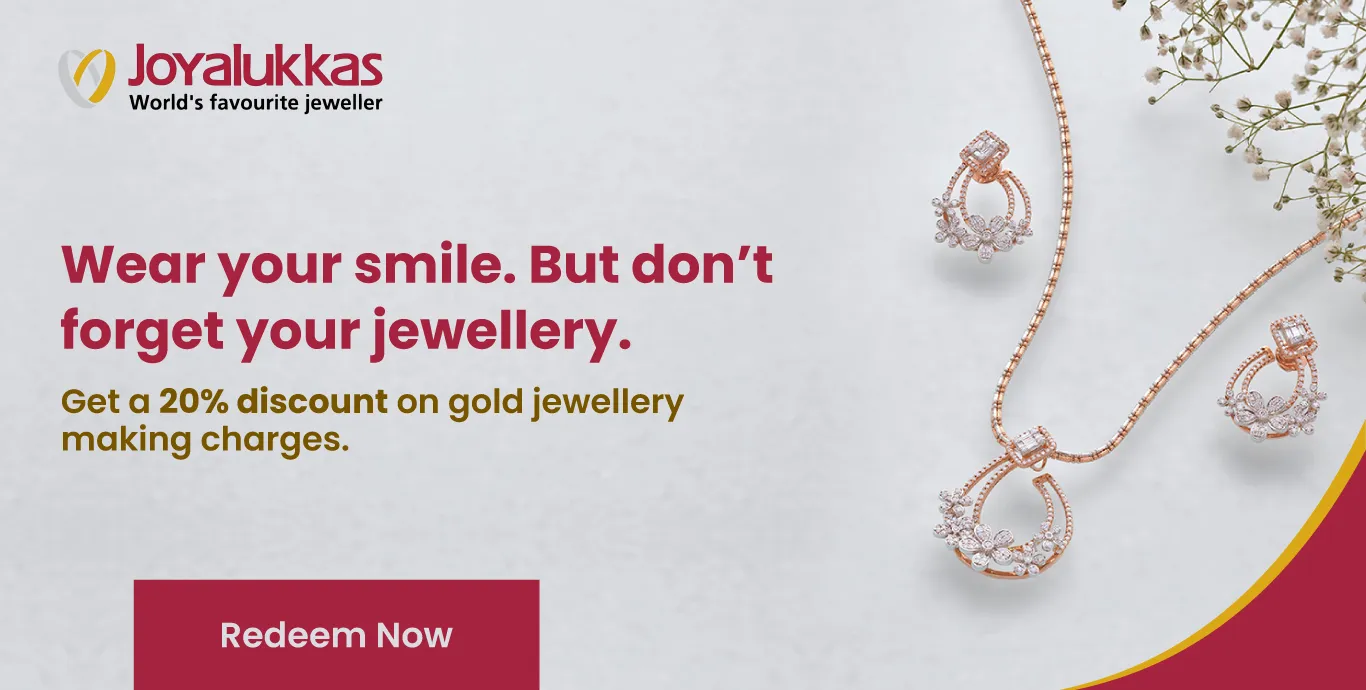 Joyalukkas
World's favourite jeweller
Wear your smile. But don’t
forget your jewellery.
Get a 20% discount on gold jewellery
making charges.
Redeem Now